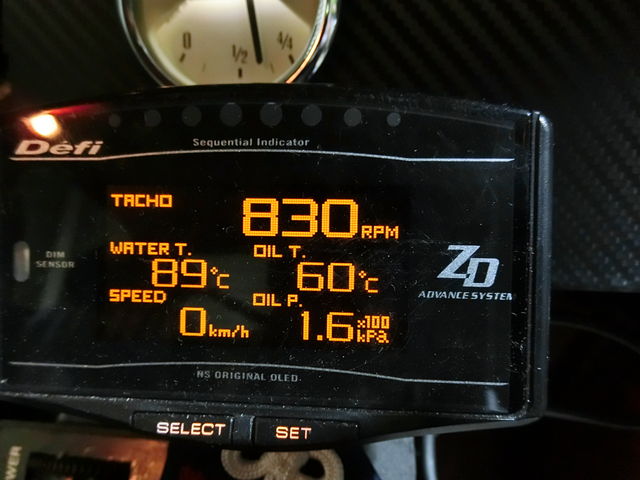 0 1/2 4/4
Defi
Sequential Indicator
TACHO 830 RPM
WATER T. OIL T.
89°C 60°C
DIM
SENSOR
ZD
ADVANCE SYSTEM
SPEED OIL P.
0 km/h 1.6 x100 kPa
NS ORIGINAL OLED
SELECT SET
OWER